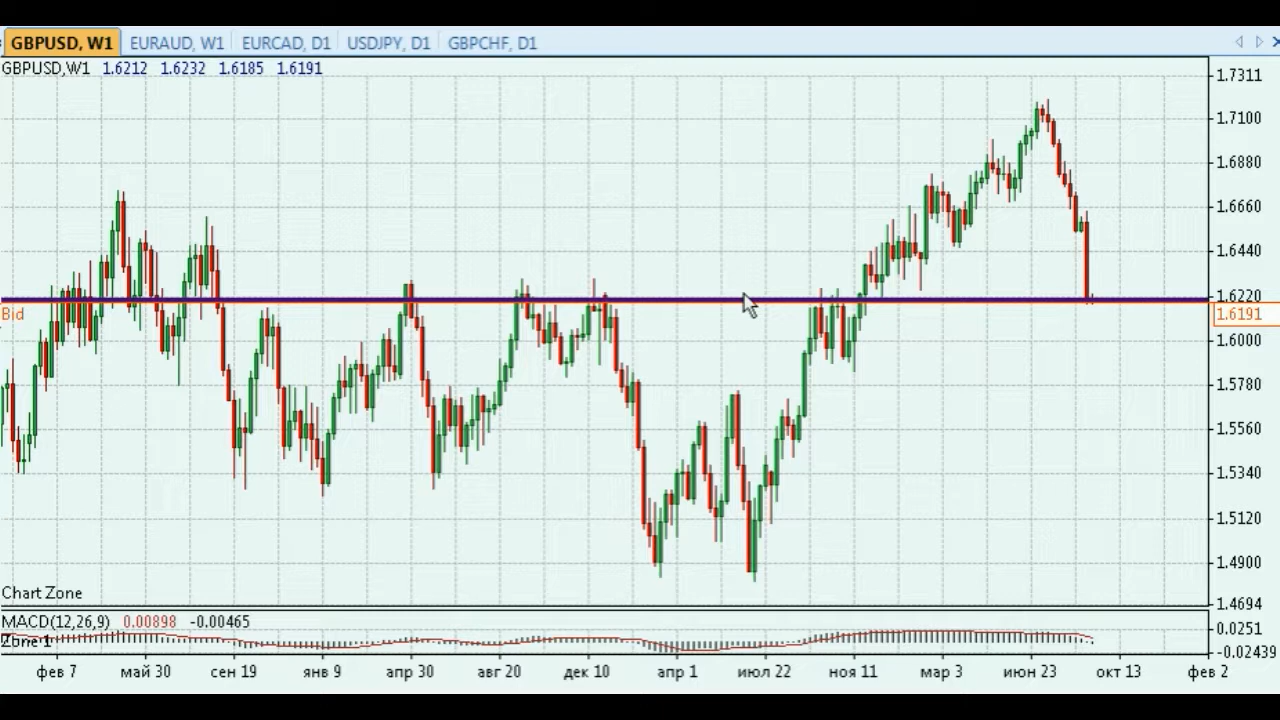 GBPUSD, W1 EURAUD, W1 EURCAD, D1 USDJPY, D1 GBPCHF, D1
GBPUSD,W1 1.6212 1.6232 1.6185 1.6191
1.7311
1.7100
1.6880
1.6660
1.6440
1.6220
Bid
1.6191
1.6000
1.5780
1.5560
1.5340
1.5120
1.4900
Chart Zone
1.4694
MACD(12,26,9) 0.00898 -0.00465
0.0251
Zone 1
-0.02439
фев 7 май 30 сен 19 янв 9 апр 30 авг 20 дек 10 апр 1 июл 22 ноя 11 мар 3 июн 23 окт 13 фев 2